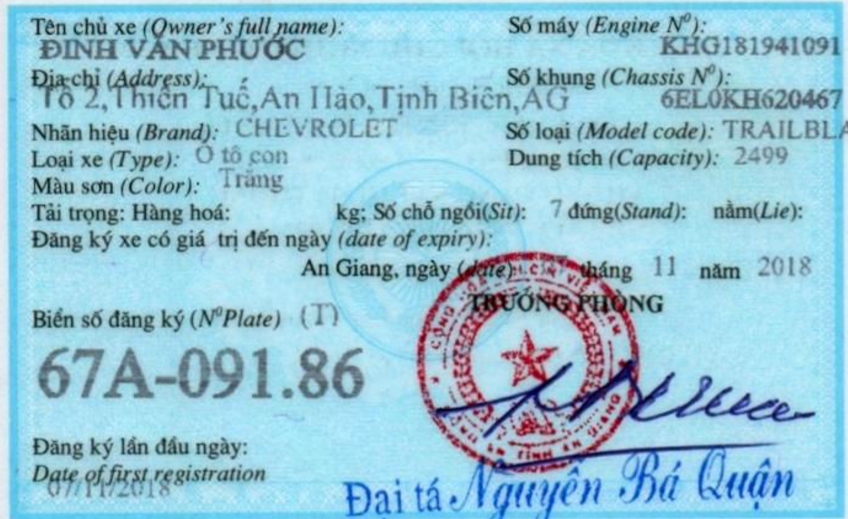 Tên chủ xe (Owner's full name): Số máy (Engine Nº):
ĐINH VĂN PHƯỚC KHG181941091
Địa chỉ (Address): Số khung (Chassis Nº):
Tổ 2,Thiên Tuế,An Hảo,Tịnh Biên,AG 6EL0KH620467
Nhãn hiệu (Brand): CHEVROLET Số loại (Model code): TRAILBLA
Loại xe (Type): Ô tô con Dung tích (Capacity): 2499
Màu sơn (Color): Trắng
Tải trọng: Hàng hoá: kg; Số chỗ ngồi(Sit): 7 đứng(Stand): nằm(Lie):
Đăng ký xe có giá trị đến ngày (date of expiry):
An Giang, ngày (date): tháng 11 năm 2018
TRƯỞNG PHÒNG
Biển số đăng ký (NºPlate) (T)
67A-091.86
Đăng ký lần đầu ngày:
Date of first registration
07/11/2018
Đại tá Nguyễn Bá Quận